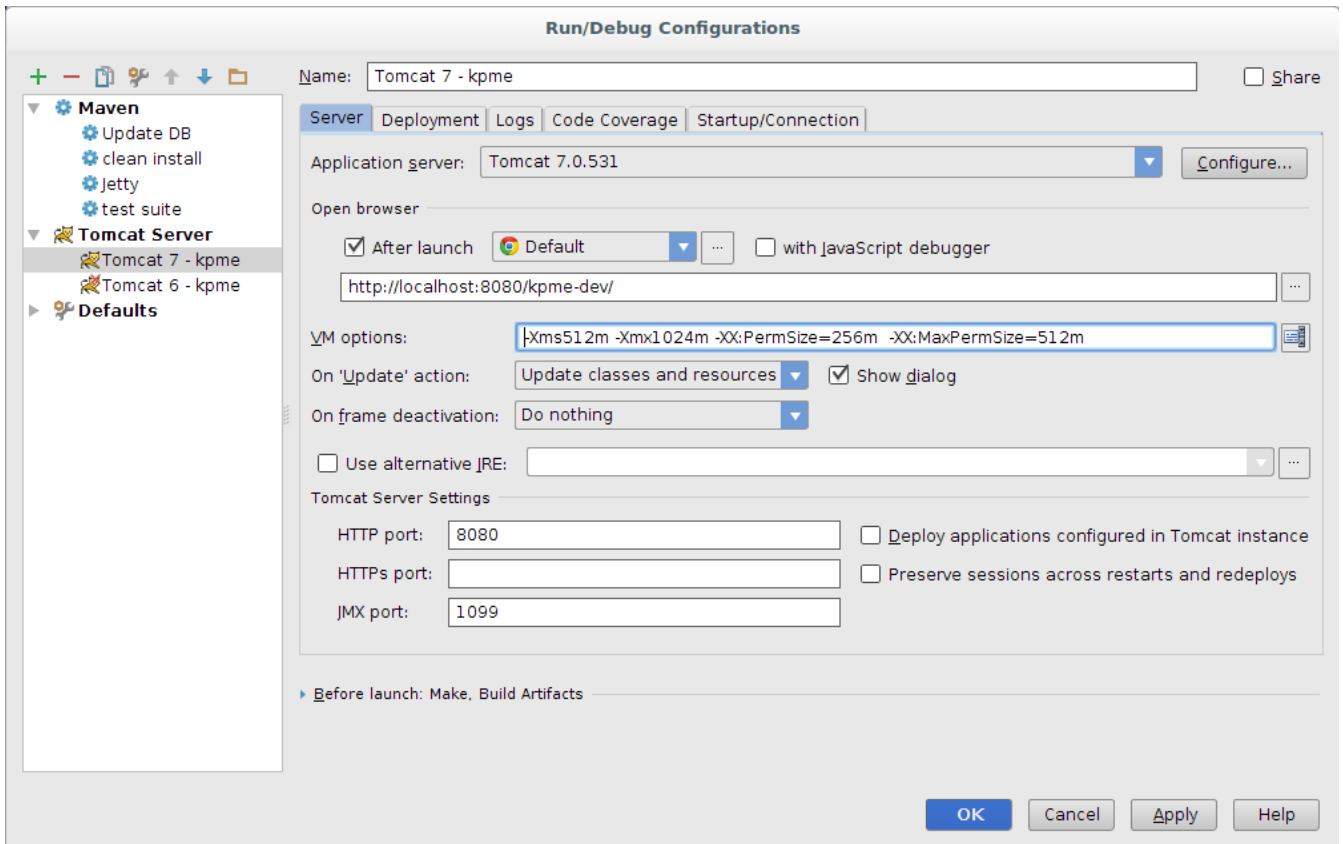 Run/Debug Configurations
Name: Tomcat 7 - kpme Share
Maven
Update DB
clean install
Jetty
test suite
Tomcat Server
Tomcat 7 - kpme
Tomcat 6 - kpme
Defaults
Server Deployment Logs Code Coverage Startup/Connection
Application server: Tomcat 7.0.531 Configure...
Open browser
After launch Default ... with JavaScript debugger
http://localhost:8080/kpme-dev/ ...
VM options: -Xms512m -Xmx1024m -XX:PermSize=256m  -XX:MaxPermSize=512m
On 'Update' action: Update classes and resources Show dialog
On frame deactivation: Do nothing
Use alternative JRE: ...
Tomcat Server Settings
HTTP port: 8080 Deploy applications configured in Tomcat instance
HTTPs port: Preserve sessions across restarts and redeploys
JMX port: 1099
Before launch: Make, Build Artifacts
OK Cancel Apply Help